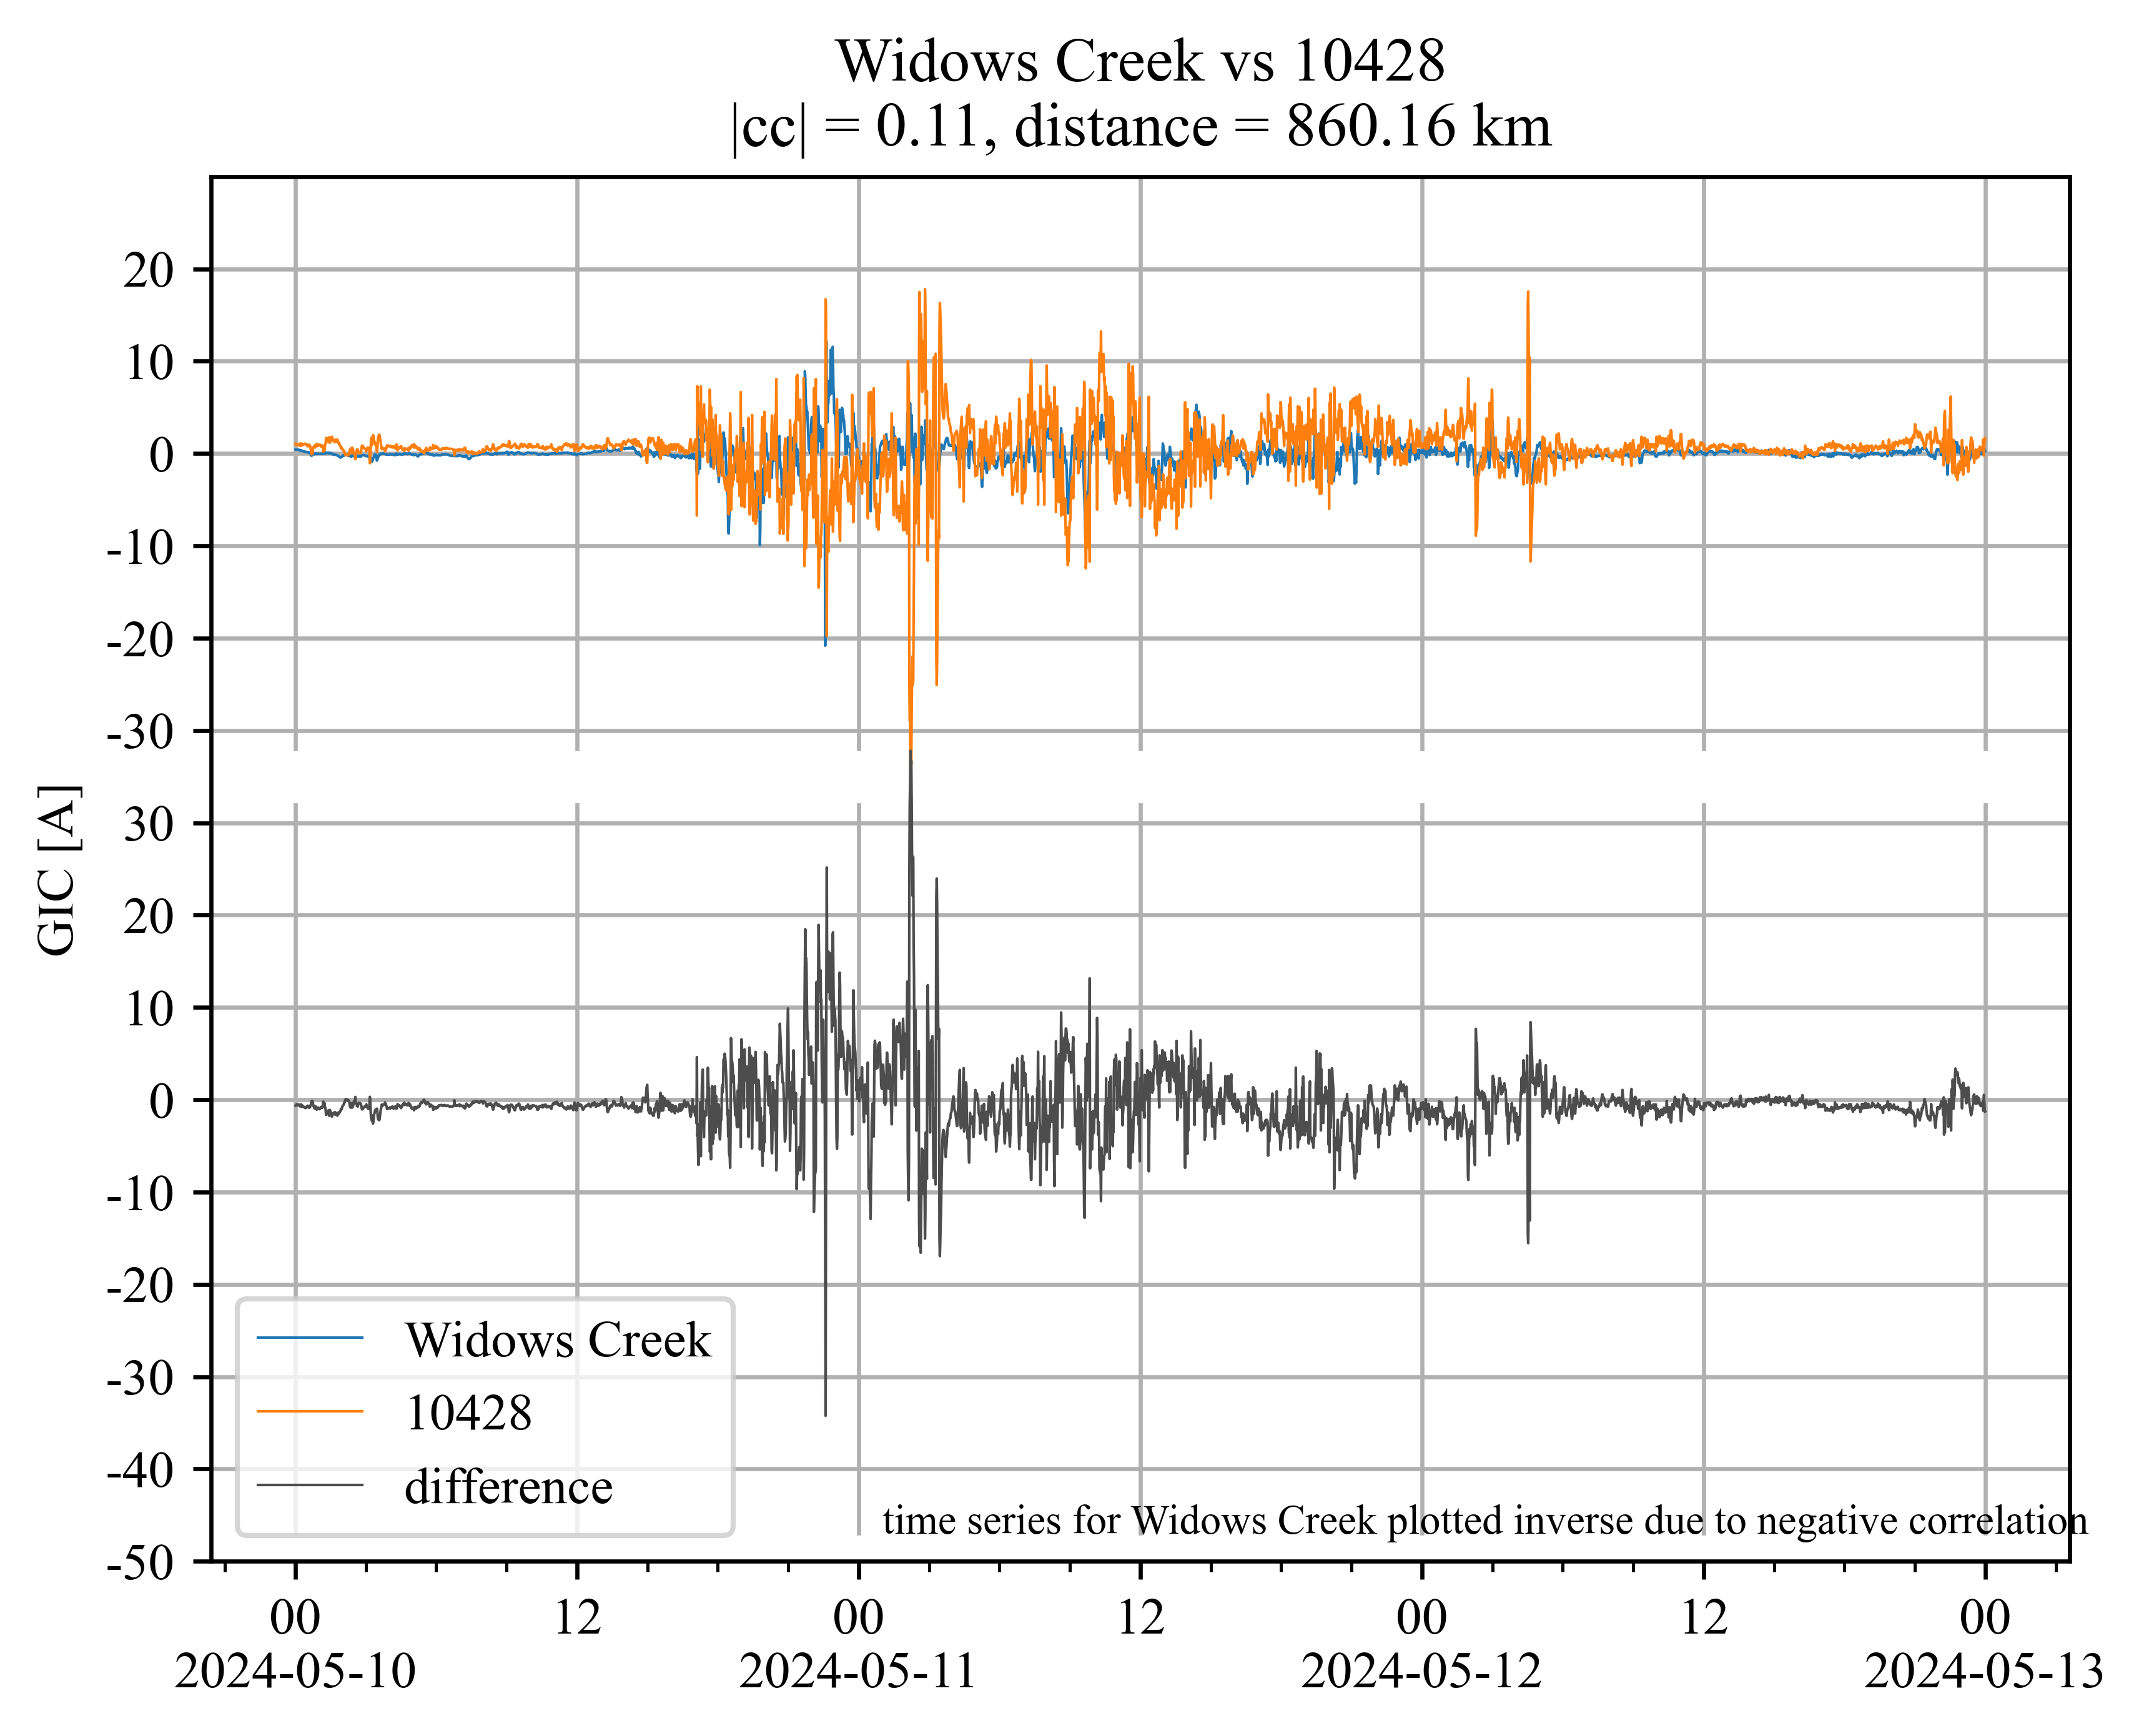 Widows Creek vs 10428
|cc| = 0.11, distance = 860.16 km
20
10
0
-10
-20
-30
30
20
10
0
-10
-20
-30
-40
-50
GIC [A]
Widows Creek
10428
difference
time series for Widows Creek plotted inverse due to negative correlation
00 12 00 12 00 12 00
2024-05-10 2024-05-11 2024-05-12 2024-05-13